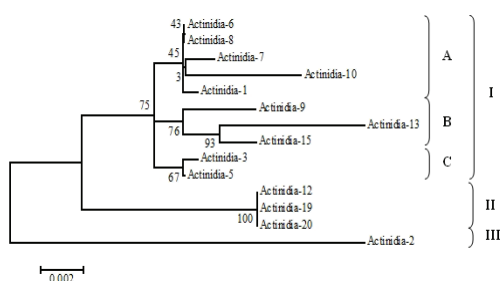 43 Actinidia-6
Actinidia-8
45 Actinidia-7 A
3 Actinidia-10
Actinidia-1 I
75 Actinidia-9
76 Actinidia-13 B
93 Actinidia-15
Actinidia-3 C
67 Actinidia-5
Actinidia-12
Actinidia-19 II
100 Actinidia-20
Actinidia-2 III
0.002